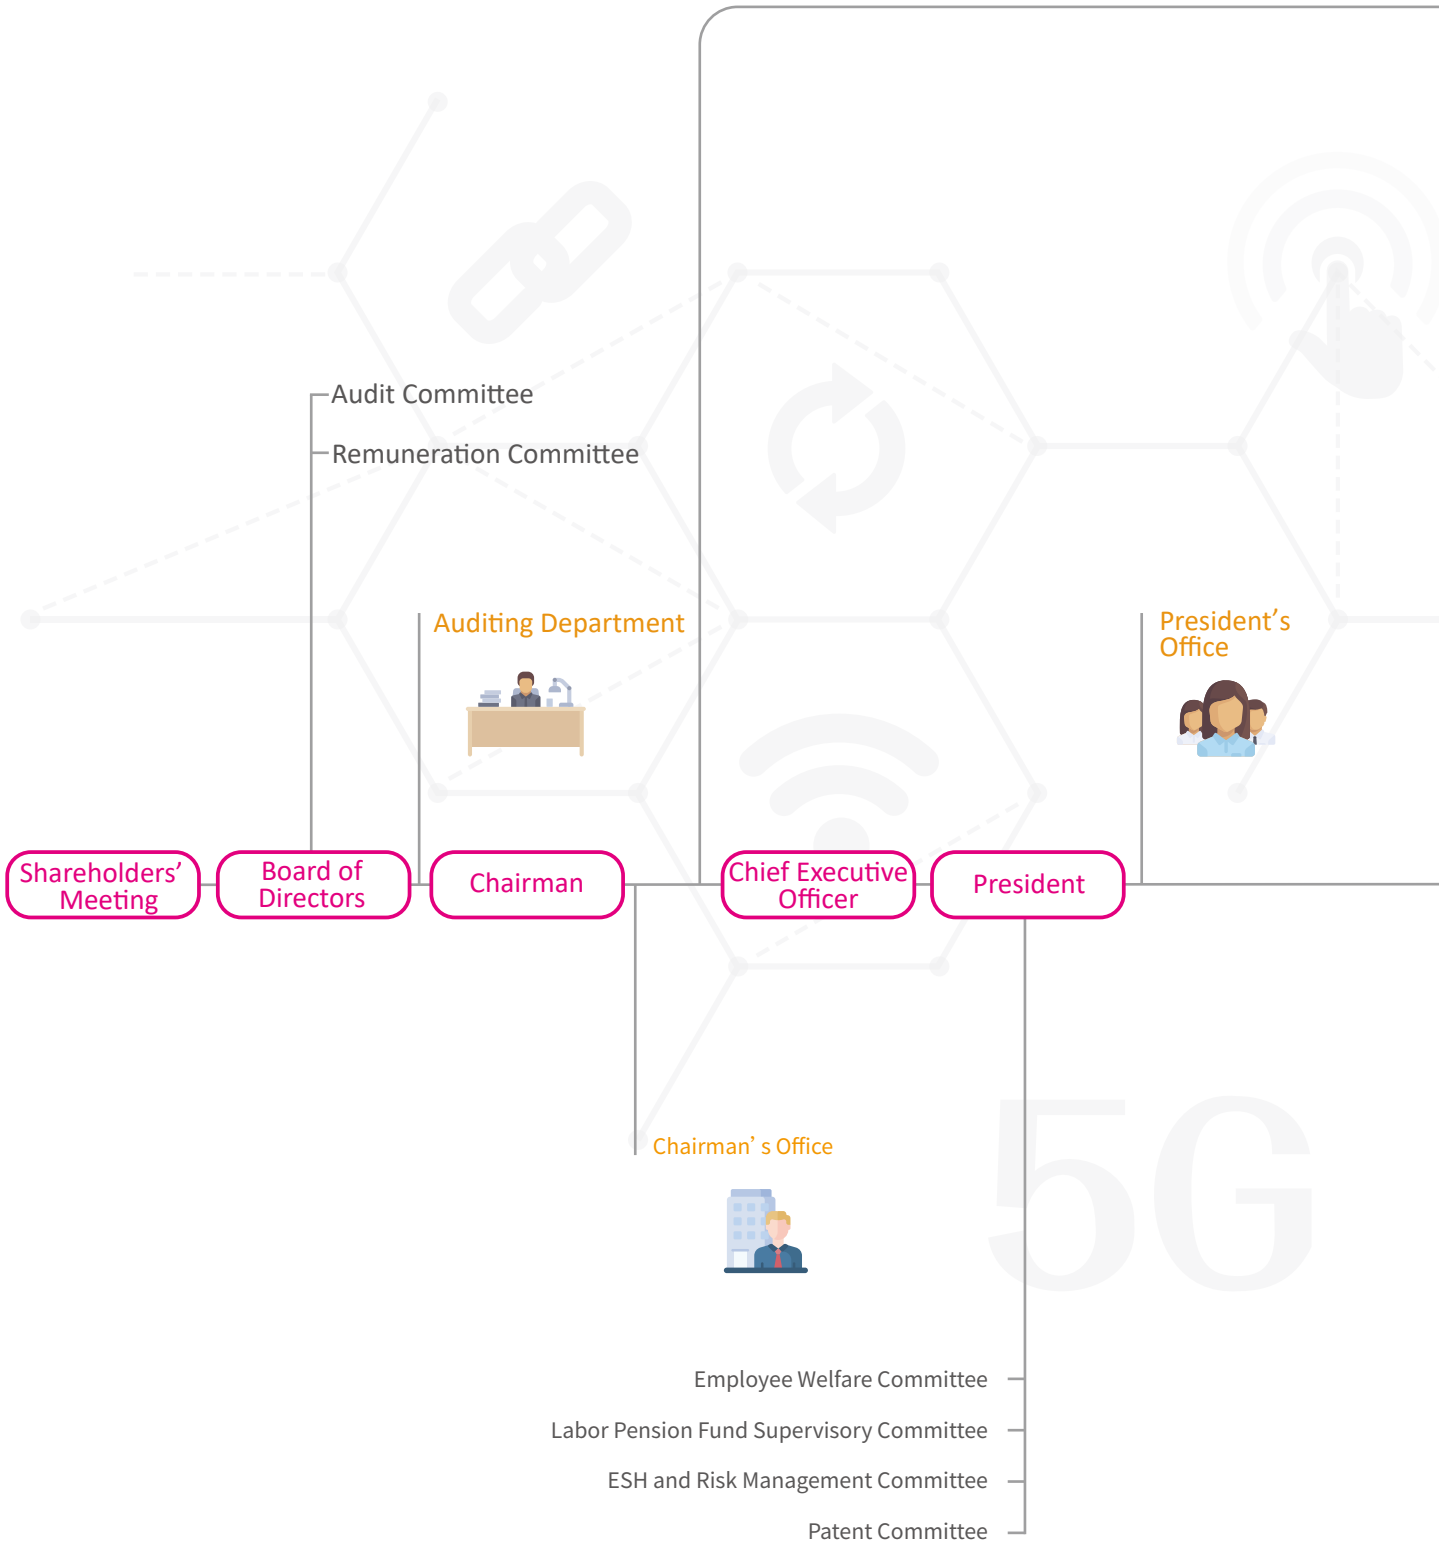 Audit Committee
Remuneration Committee
Auditing Department
President’s
Office
Shareholders’
Meeting
Board of
Directors
Chairman
Chief Executive
Officer
President
Chairman’ s Office
5G
Employee Welfare Committee
Labor Pension Fund Supervisory Committee
ESH and Risk Management Committee
Patent Committee